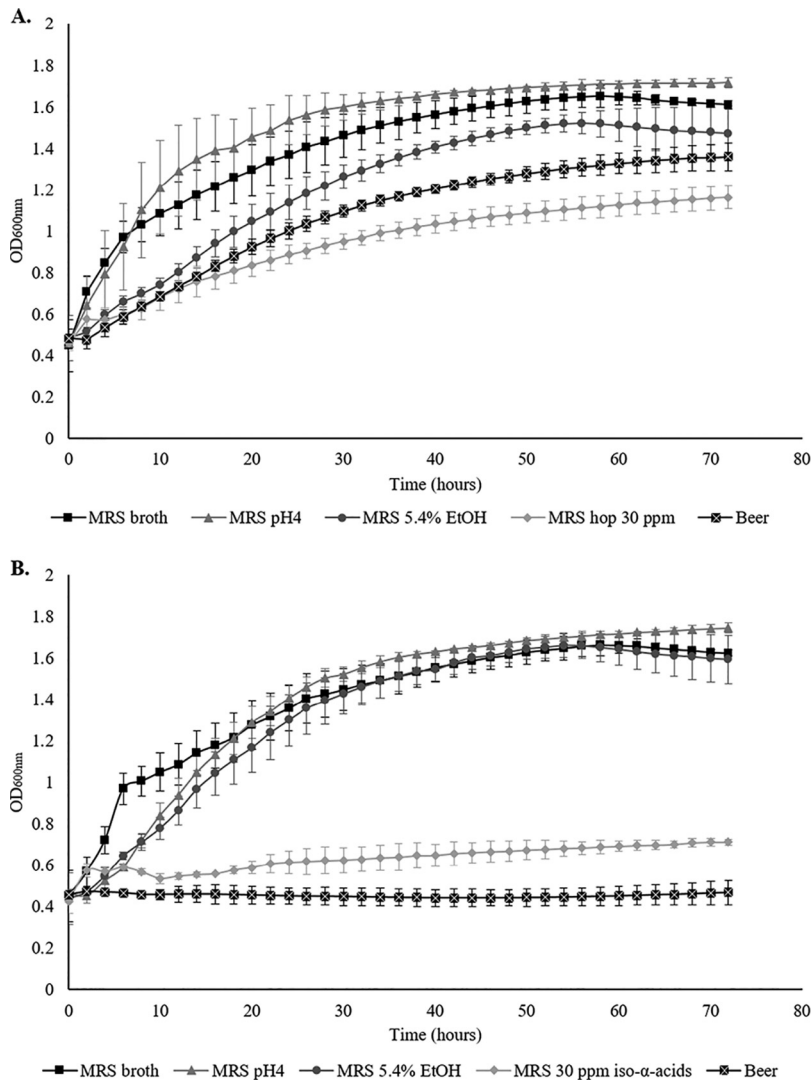 A.
2
1.8
1.6
1.4
1.2
1
0.8
0.6
0.4
0.2
0
OD600nm
0 10 20 30 40 50 60 70 80
Time (hours)
MRS broth MRS pH4 MRS 5.4% EtOH MRS hop 30 ppm Beer
B.
2
1.8
1.6
1.4
1.2
1
0.8
0.6
0.4
0.2
0
OD600nm
0 10 20 30 40 50 60 70 80
Time (hours)
MRS broth MRS pH4 MRS 5.4% EtOH MRS 30 ppm iso-α-acids Beer